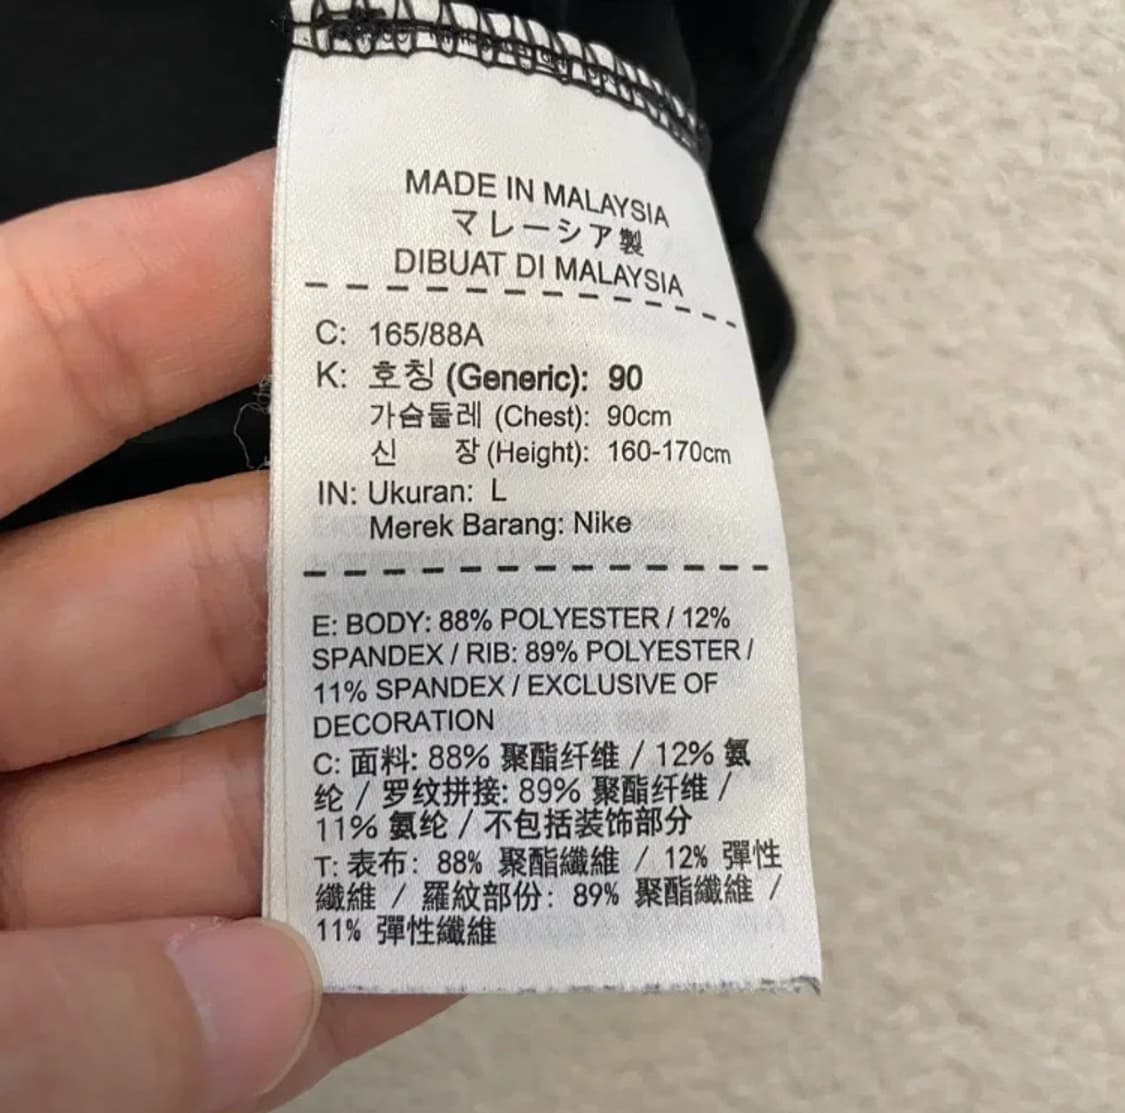 MADE IN MALAYSIA
マレーシア製
DIBUAT DI MALAYSIA
C: 165/88A
K: 호칭 (Generic): 90
가슴둘레 (Chest): 90cm
신 장 (Height): 160-170cm
IN: Ukuran: L
Merek Barang: Nike
E: BODY: 88% POLYESTER / 12%
SPANDEX / RIB: 89% POLYESTER /
11% SPANDEX / EXCLUSIVE OF
DECORATION
C: 面料: 88% 聚酯纤维 / 12% 氨
纶 / 罗纹拼接: 89% 聚酯纤维 /
11% 氨纶 / 不包括装饰部分
T: 表布: 88% 聚酯纖維 / 12% 彈性
纖維 / 羅紋部份: 89% 聚酯纖維 /
11% 彈性纖維